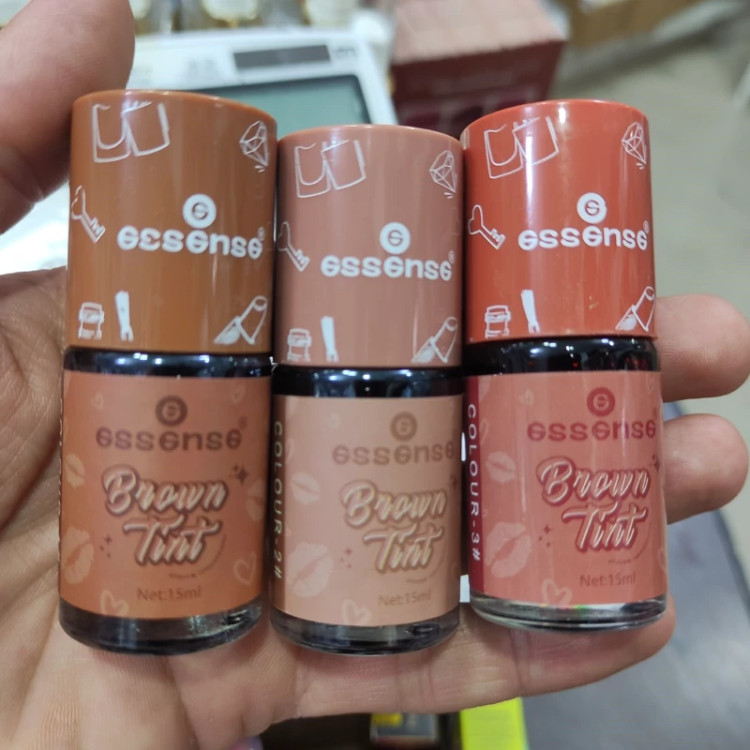 essense®
essense®
essense®
essense®
Brown
Tint
Net:15ml
COLOUR·2#
essense
Brown
Tint
Net:15ml
COLOUR·3#
essense®
Brown
Tint
Net:15ml